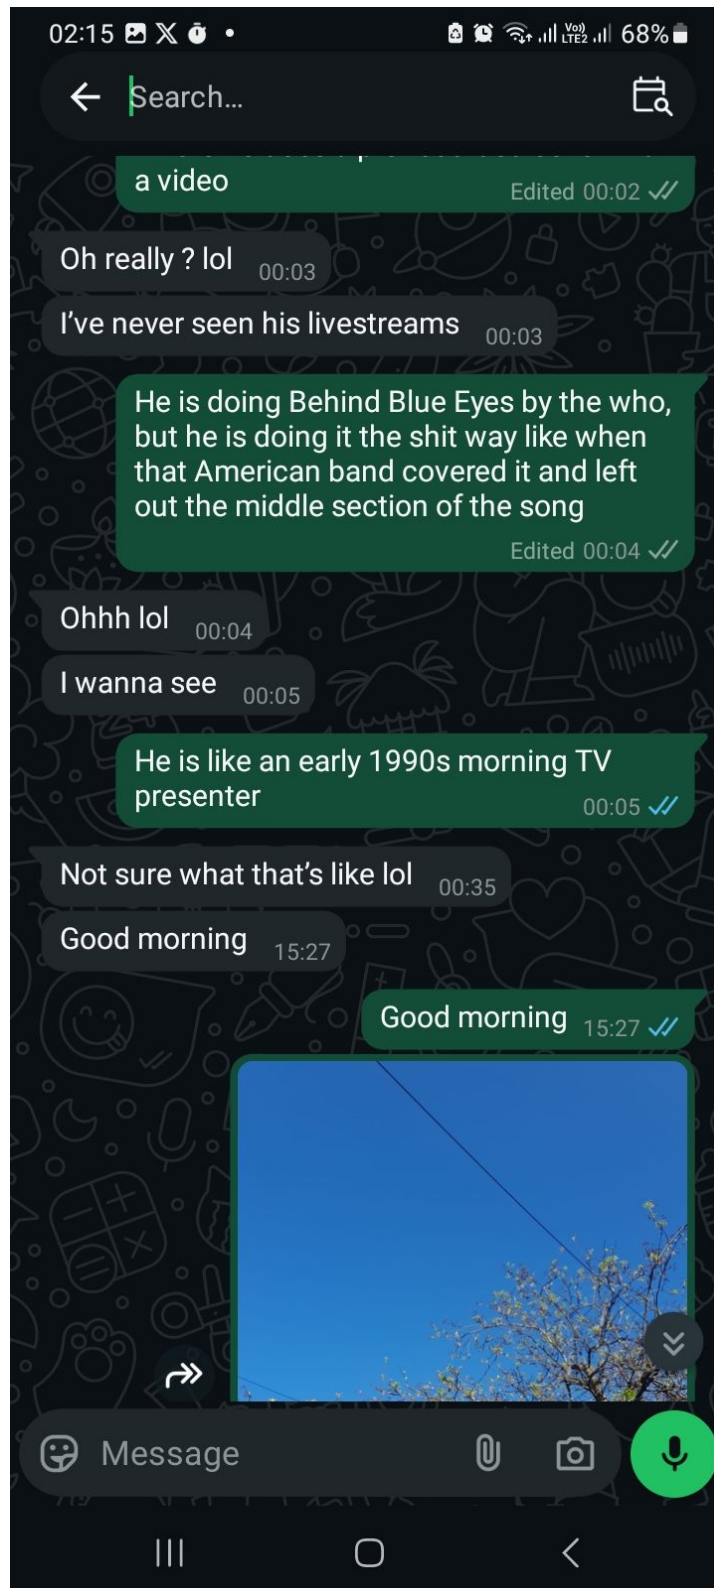 02:15
68%
Search…
a video
Edited 00:02
Oh really ? lol 00:03
I've never seen his livestreams 00:03
He is doing Behind Blue Eyes by the who,
but he is doing it the shit way like when
that American band covered it and left
out the middle section of the song
Edited 00:04
Ohhh lol 00:04
I wanna see 00:05
He is like an early 1990s morning TV
presenter 00:05
Not sure what that's like lol 00:35
Good morning 15:27
Good morning 15:27
Message